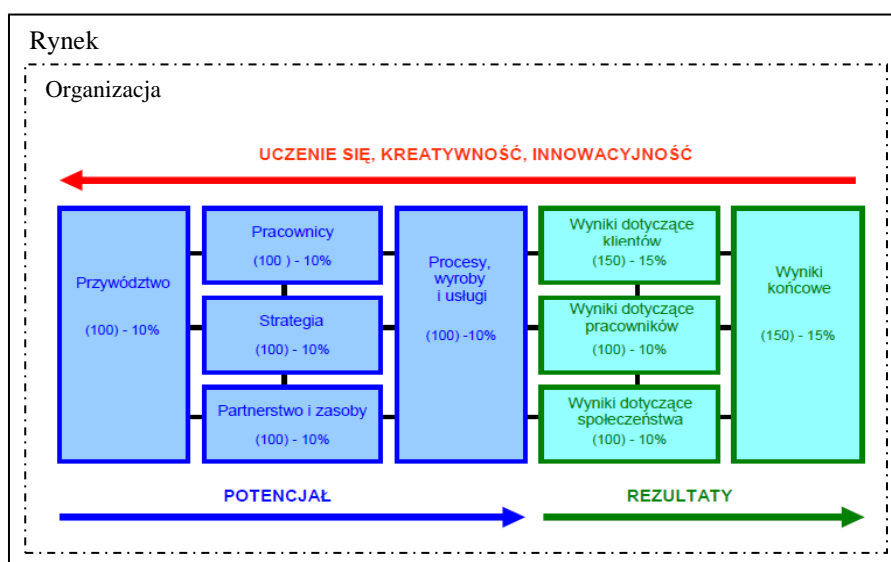 Rynek
Organizacja
UCZENIE SIĘ, KREATYWNOŚĆ, INNOWACYJNOŚĆ
Przywództwo
(100) - 10%
Pracownicy
(100 ) - 10%
Strategia
(100) - 10%
Partnerstwo i zasoby
(100) - 10%
Procesy,
wyroby
i usługi
(100) -10%
Wyniki dotyczące
klientów
(150) - 15%
Wyniki dotyczące
pracowników
(100) - 10%
Wyniki dotyczące
społeczeństwa
(100) - 10%
Wyniki
końcowe
(150) - 15%
POTENCJAŁ
REZULTATY